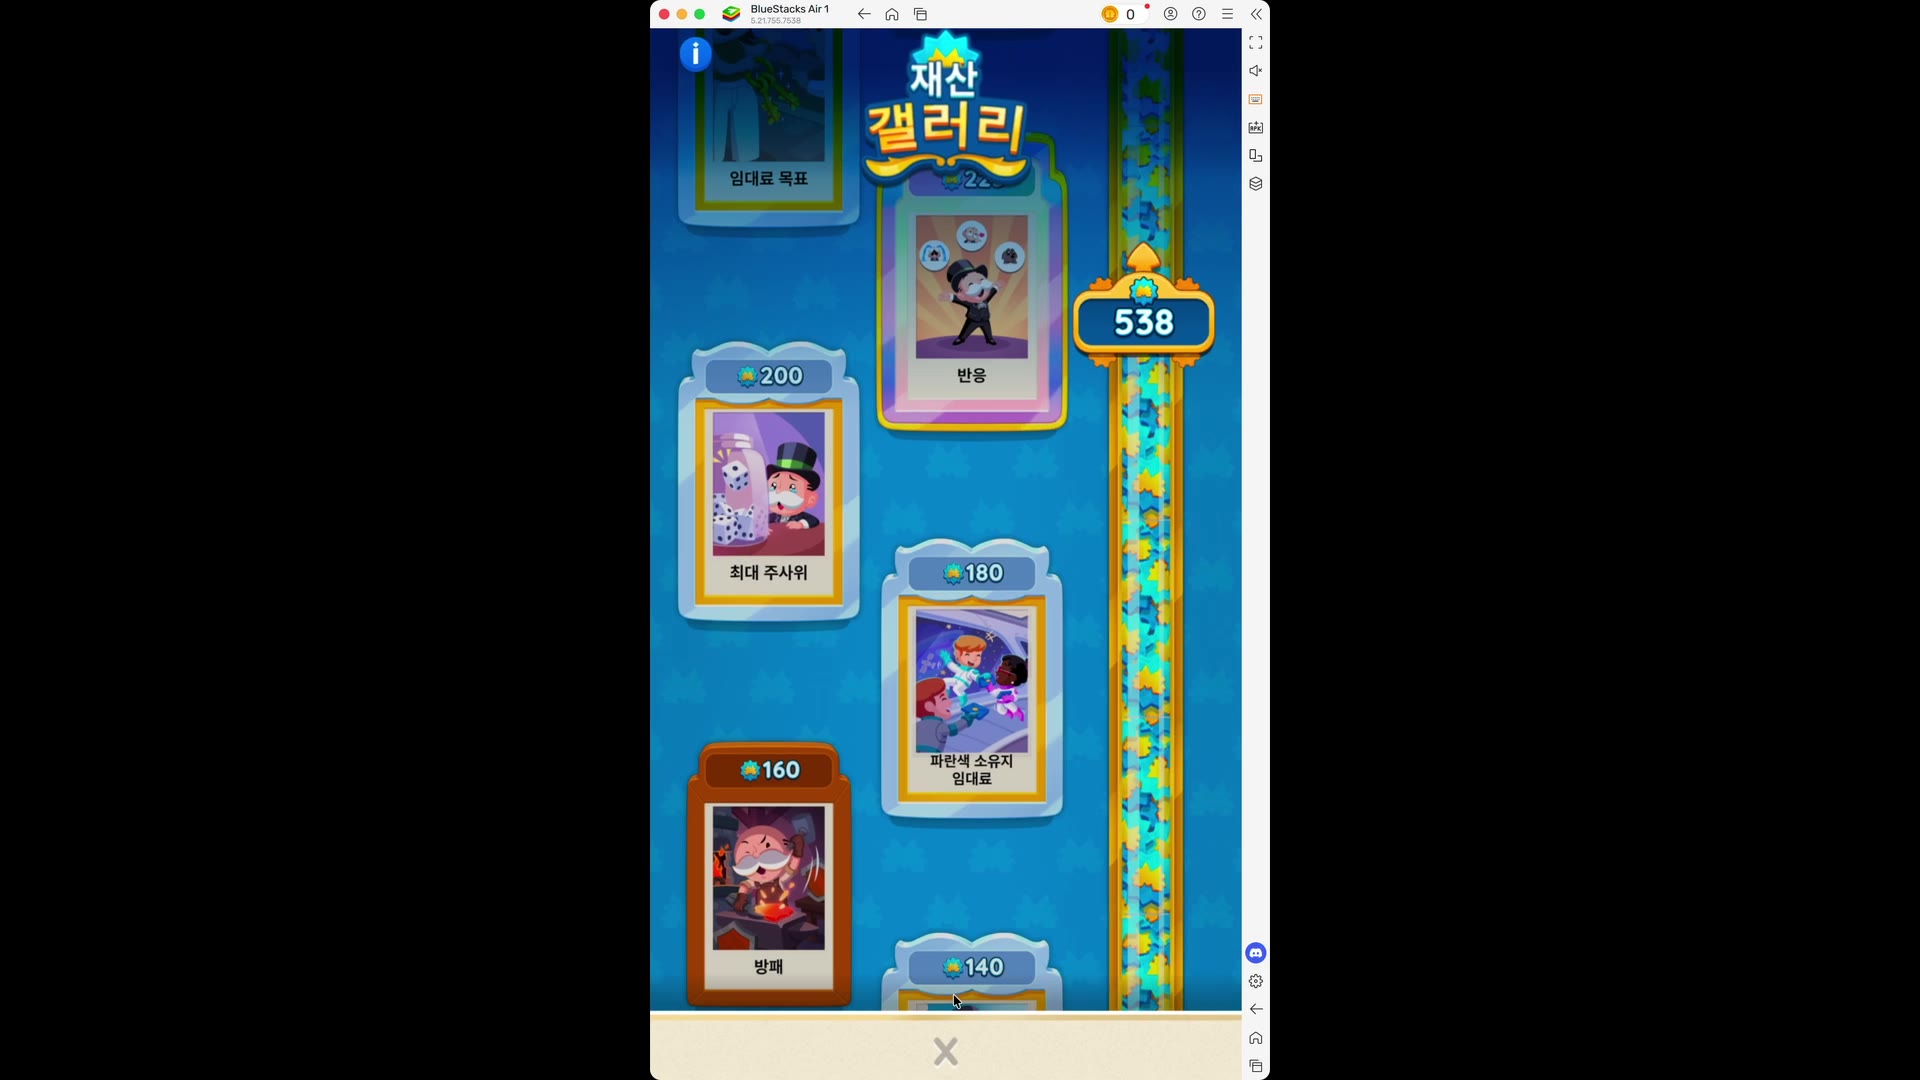 BlueStacks Air 1
5.21.755.7538
0
재산
갤러리
임대료 목표
반응
538
200
최대 주사위
180
파란색 소유지
임대료
160
방패
140